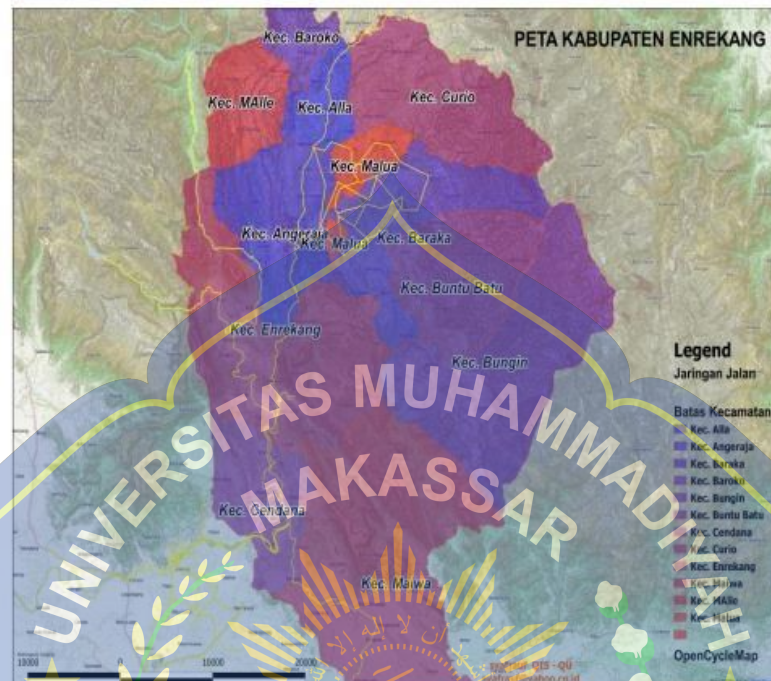 PETA KABUPATEN ENREKANG
Kec. Baroko
Kec. MAlle
Kec. Alla
Kec. Curio
Kec. Malua
Kec. Angeraja
Kec. Malua
Kec. Baraka
Kec. Buntu Batu
Kec. Enrekang
Kec. Bungin
Kec. Cendana
Kec. Maiwa
Legend
Jaringan Jalan
Batas Kecamatan
Kec. Alla
Kec. Angeraja
Kec. Baraka
Kec. Baroko
Kec. Bungin
Kec. Buntu Batu
Kec. Cendana
Kec. Curio
Kec. Enrekang
Kec. Maiwa
Kec. MAlle
Kec. Malua
OpenCycleMap
10000 0 10000 20000
UNIVERSITAS MUHAMMADIYAH
MAKASSAR